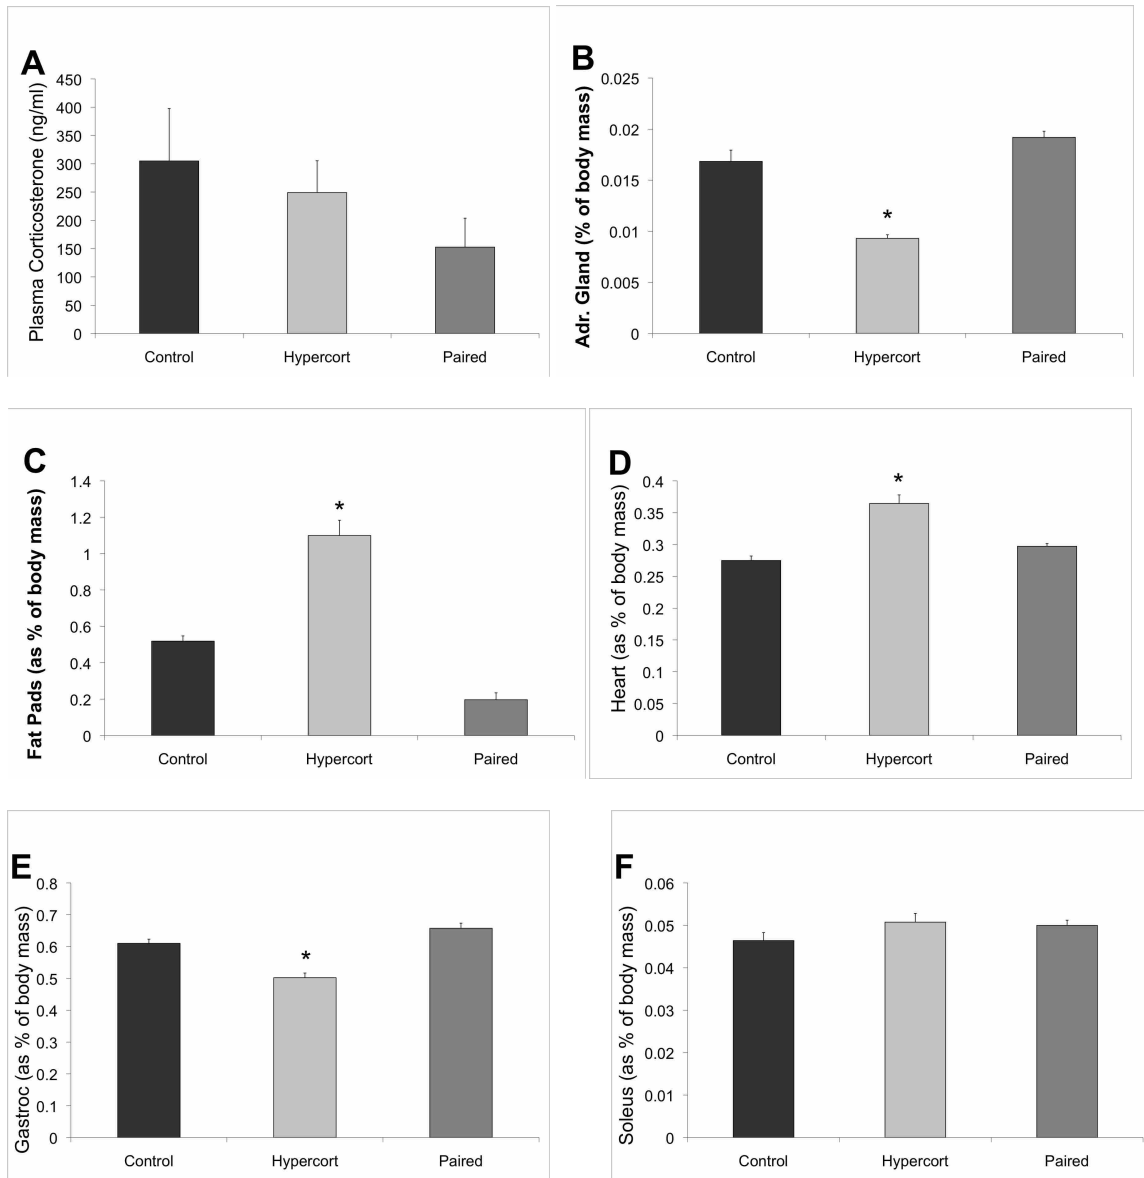 A
Plasma Corticosterone (ng/ml)
450
400
350
300
250
200
150
100
50
0
Control Hypercort Paired
B
Adr. Gland (% of body mass)
0.025
0.02
0.015
0.01
0.005
0
*
Control Hypercort Paired
C
Fat Pads (as % of body mass)
1.4
1.2
1
0.8
0.6
0.4
0.2
0
*
Control Hypercort Paired
D
Heart (as % of body mass)
0.4
0.35
0.3
0.25
0.2
0.15
0.1
0.05
0
*
Control Hypercort Paired
E
Gastroc (as % of body mass)
0.8
0.7
0.6
0.5
0.4
0.3
0.2
0.1
0
*
Control Hypercort Paired
F
Soleus (as % of body mass)
0.06
0.05
0.04
0.03
0.02
0.01
0
Control Hypercort Paired